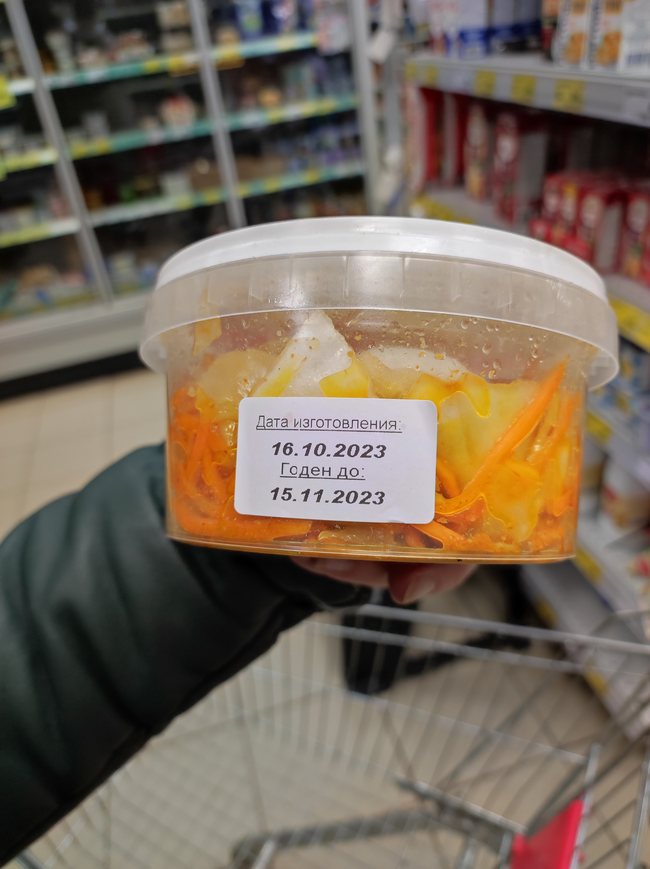 Дата изготовления:
16.10.2023
Годен до:
15.11.2023